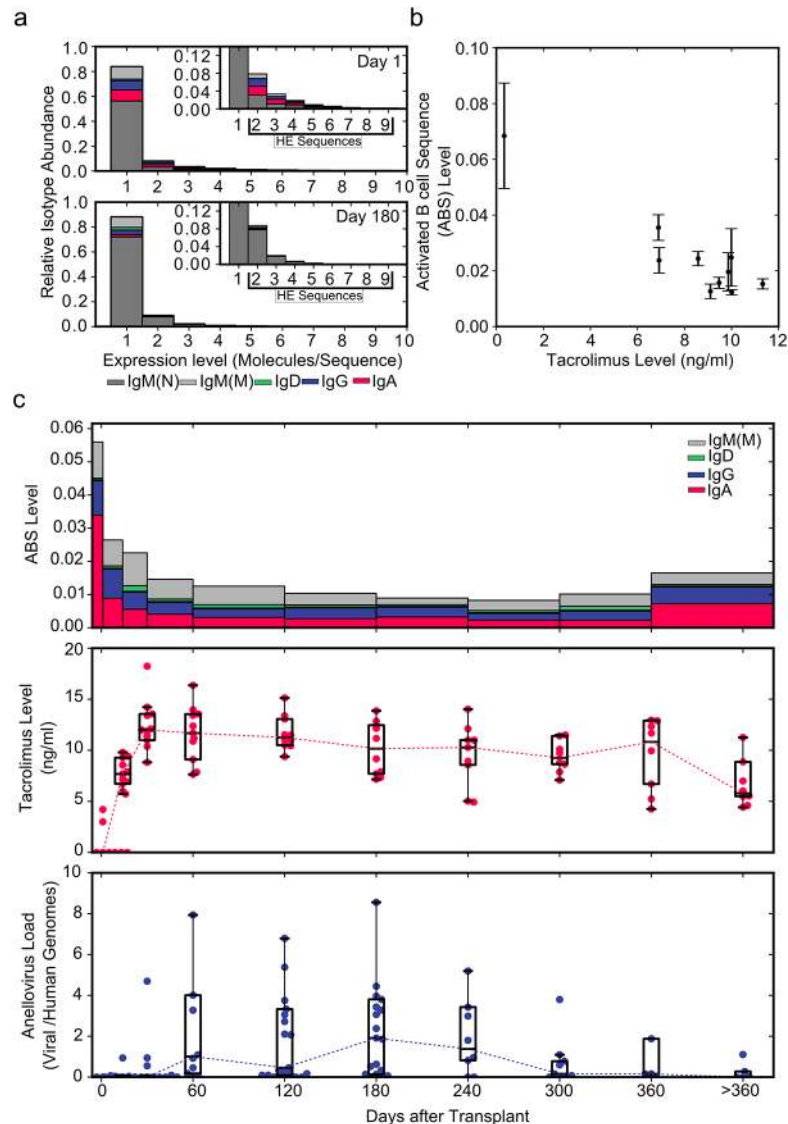 a
b
Relative Isotype Abundance
1.0
0.8
0.6
0.4
0.2
0.0
0.12
0.08
0.04
0.00
Day 1
1 2 3 4 5 6 7 8 9
HE Sequences
1 2 3 4 5 6 7 8 9 10
1.0
0.8
0.6
0.4
0.2
0.0
0.12
0.08
0.04
0.00
Day 180
1 2 3 4 5 6 7 8 9
HE Sequences
1 2 3 4 5 6 7 8 9 10
Expression level (Molecules/Sequence)
IgM(N) IgM(M) IgD IgG IgA
Activated B cell Sequence
(ABS) Level
0.10
0.08
0.06
0.04
0.02
0.00
0 2 4 6 8 10 12
Tacrolimus Level (ng/ml)
c
ABS Level
0.06
0.05
0.04
0.03
0.02
0.01
0.00
IgM(M)
IgD
IgG
IgA
Tacrolimus Level
(ng/ml)
20
15
10
5
0
Anellovirus Load
(Viral /Human Genomes)
10
8
6
4
2
0
0 60 120 180 240 300 360 >360
Days after Transplant